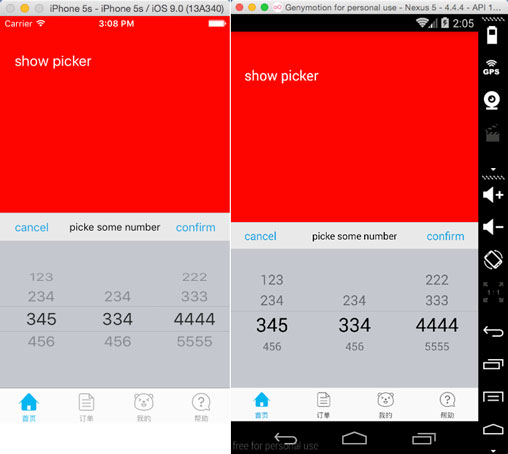 iPhone 5s - iPhone 5s / iOS 9.0 (13A340)
Carrier
3:08 PM
show picker
cancel
picke some number
confirm
123
222
234
234
333
345
334
4444
456
456
5555
首页
订单
我的
帮助
Genymotion for personal use - Nexus 5 - 4.4.4 - API 1...
2:05
show picker
cancel
picke some number
confirm
123
222
234
234
333
345
334
4444
456
456
5555
首页
订单
我的
帮助
free for personal use
GPS